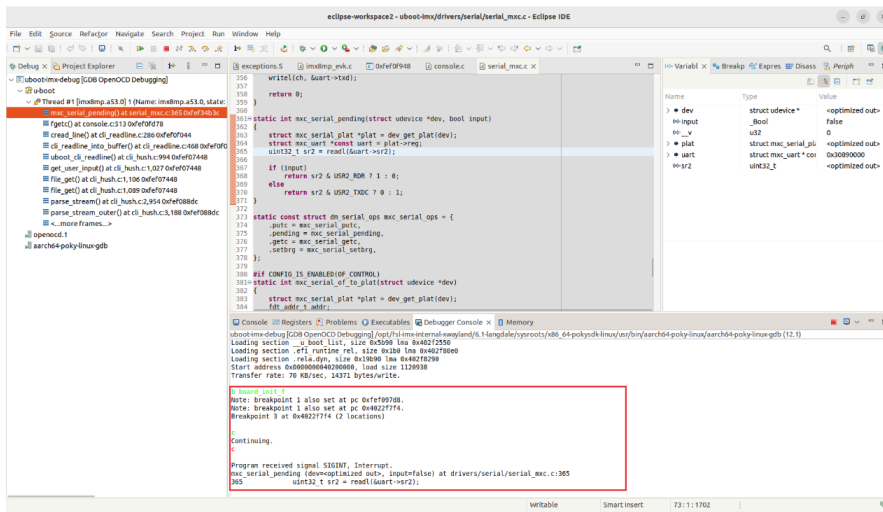 eclipse-workspace2 - uboot-imx/drivers/serial/serial_mxc.c - Eclipse IDE
File Edit Source Refactor Navigate Search Project Run Window Help
Debug Project Explorer
uboot-imx-debug [GDB OpenOCD Debugging]
uboot
Thread #1 [imx8mp.a53.0] 1 (Name: imx8mp.a53.0, state:
mxc_serial_pending() at serial_mxc.c:365 0xfef34b3c
fgetc() at console.c:513 0xfef0fd78
cread_line() at cli_readline.c:286 0xfef0f044
cli_readline_into_buffer() at cli_readline.c:468 0xfef0f0
uboot_cli_readline() at cli_hush.c:994 0xfef07448
get_user_input() at cli_hush.c:1,027 0xfef07448
file_get() at cli_hush.c:1,106 0xfef07448
file_get() at cli_hush.c:1,089 0xfef07448
parse_stream() at cli_hush.c:2,954 0xfef088dc
parse_stream_outer() at cli_hush.c:3,188 0xfef088dc
<...more frames...>
openocd.1
aarch64-poky-linux-gdb
exceptions.S imx8mp_evk.c 0xfef0f948 console.c serial_mxc.c
356 writel(ch, &uart->txd);
357
358 return 0;
359 }
360
361 static int mxc_serial_pending(struct udevice *dev, bool input)
362 {
363 struct mxc_serial_plat *plat = dev_get_plat(dev);
364 struct mxc_uart *const uart = plat->reg;
365 uint32_t sr2 = readl(&uart->sr2);
366
367 if (input)
368 return sr2 & USR2_RDR ? 1 : 0;
369 else
370 return sr2 & USR2_TXDC ? 0 : 1;
371 }
372
373 static const struct dm_serial_ops mxc_serial_ops = {
374 .putc = mxc_serial_putc,
375 .pending = mxc_serial_pending,
376 .getc = mxc_serial_getc,
377 .setbrg = mxc_serial_setbrg,
378 };
379
380 #if CONFIG_IS_ENABLED(OF_CONTROL)
381 static int mxc_serial_of_to_plat(struct udevice *dev)
382 {
383 struct mxc_serial_plat *plat = dev_get_plat(dev);
384 fdt_addr_t addr;
Variabl Breakp Expres Disass Periph
Name Type Value
dev struct udevice * <optimized out>
__v _Bool false
u32 0
plat struct mxc_serial_pla <optimized out>
uart struct mxc_uart * cor 0x30890000
sr2 uint32_t <optimized out>
Console Registers Problems Executables Debugger Console Memory
uboot-imx-debug [GDB OpenOCD Debugging] /opt/fsl-imx-internal-xwayland/6.1-langdale/sysroots/x86_64-pokysdk-linux/usr/bin/aarch64-poky-linux/aarch64-poky-linux-gdb (12.1)
Loading section __u_boot_list, size 0x5b90 lma 0x402f2550
Loading section .efi_runtime_rel, size 0x1b0 lma 0x402f80e0
Loading section .rela.dyn, size 0x19b90 lma 0x402f8290
Start address 0x0000000040200000, load size 1120938
Transfer rate: 70 KB/sec, 14371 bytes/write.
b board_init_f
Note: breakpoint 1 also set at pc 0xfef097d8.
Note: breakpoint 1 also set at pc 0x4022f7f4.
Breakpoint 3 at 0x4022f7f4 (2 locations)
c
Continuing.
c
Program received signal SIGINT, Interrupt.
mxc_serial_pending (dev=<optimized out>, input=false) at drivers/serial/serial_mxc.c:365
365 uint32_t sr2 = readl(&uart->sr2);
Writable Smart Insert 73 : 1 : 1702